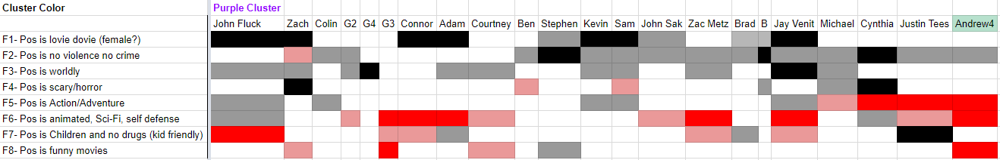 Cluster Color Purple Cluster
John Fluck Zach Colin G2 G4 G3 Connor Adam Courtney Ben Stephen Kevin Sam John Sak Zac Metz Brad B Jay Venit Michael Cynthia Justin Tees Andrew4
F1- Pos is lovie dovie (female?)
F2- Pos is no violence no crime
F3- Pos is worldly
F4- Pos is scary/horror
F5- Pos is Action/Adventure
F6- Pos is animated, Sci-Fi, self defense
F7- Pos is Children and no drugs (kid friendly)
F8- Pos is funny movies